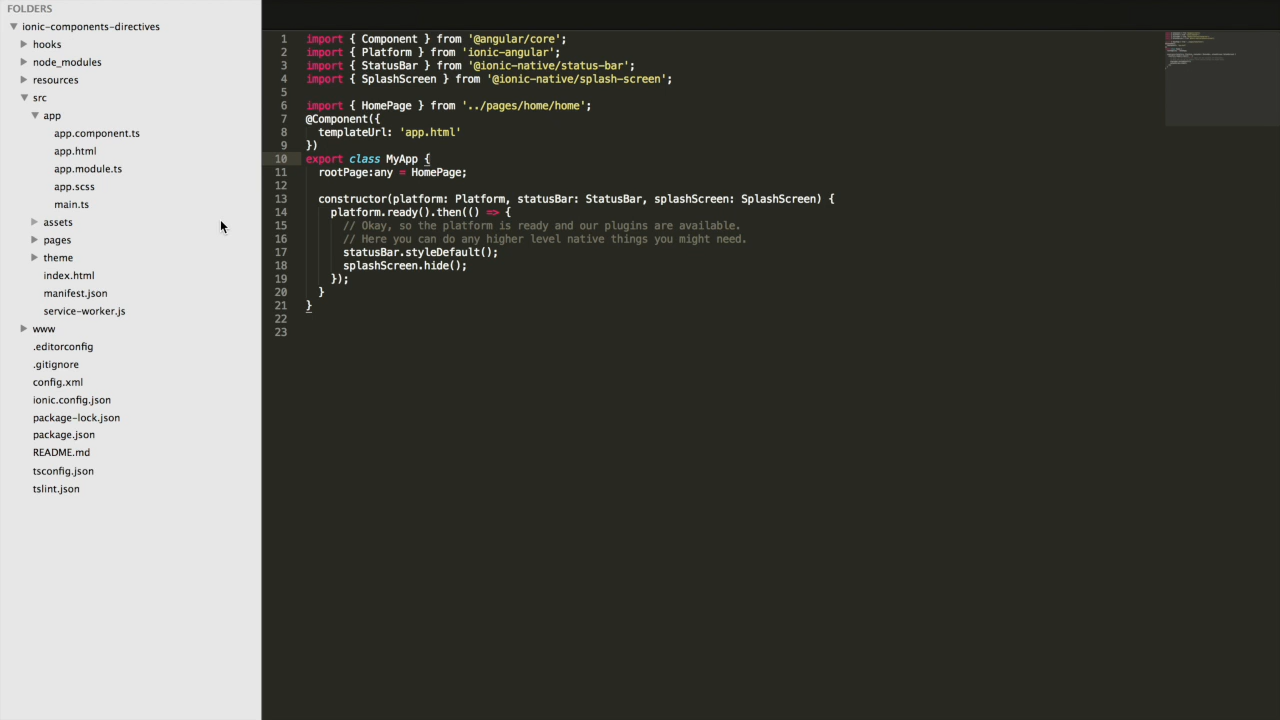 FOLDERS
ionic-components-directives
hooks
node_modules
resources
src
app
app.component.ts
app.html
app.module.ts
app.scss
main.ts
assets
pages
theme
index.html
manifest.json
service-worker.js
www
.editorconfig
.gitignore
config.xml
ionic.config.json
package-lock.json
package.json
README.md
tsconfig.json
tslint.json
1 import { Component } from '@angular/core';
2 import { Platform } from 'ionic-angular';
3 import { StatusBar } from '@ionic-native/status-bar';
4 import { SplashScreen } from '@ionic-native/splash-screen';
5
6 import { HomePage } from '../pages/home/home';
7 @Component({
8 templateUrl: 'app.html'
9 })
10 export class MyApp {
11 rootPage:any = HomePage;
12
13 constructor(platform: Platform, statusBar: StatusBar, splashScreen: SplashScreen) {
14 platform.ready().then(() => {
15 // Okay, so the platform is ready and our plugins are available.
16 // Here you can do any higher level native things you might need.
17 statusBar.styleDefault();
18 splashScreen.hide();
19 });
20 }
21 }
22
23